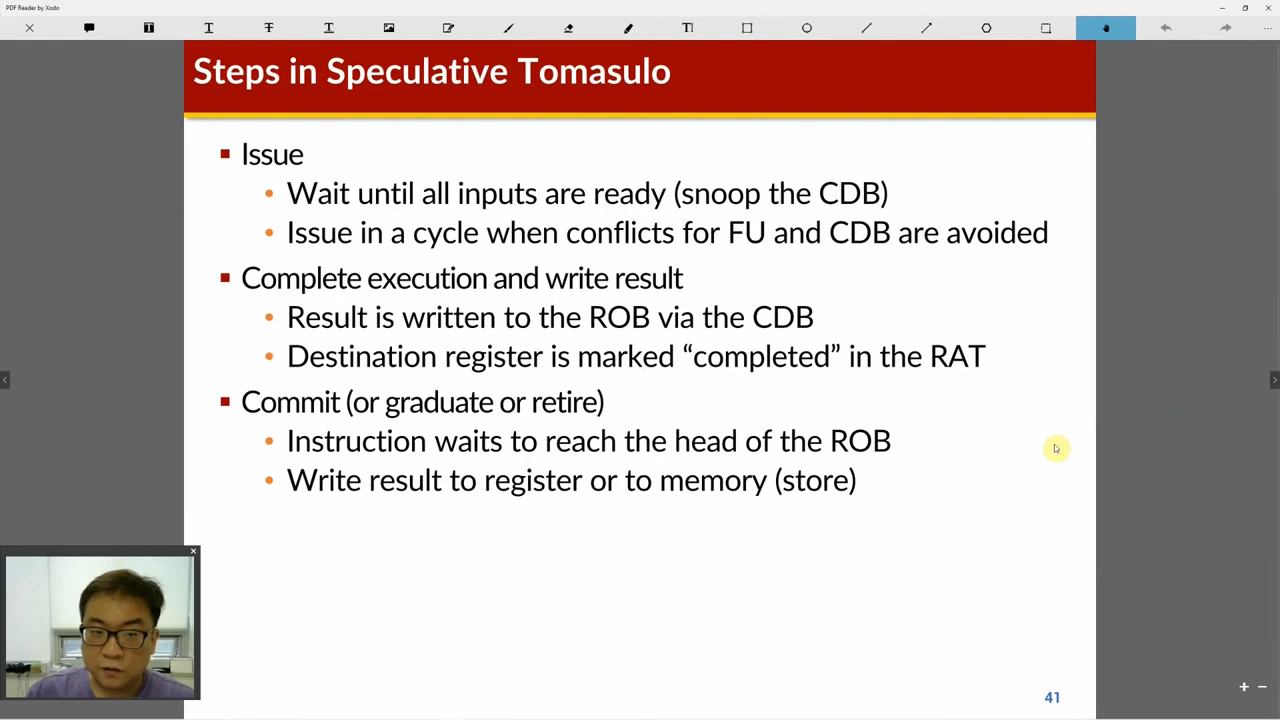 PDF Reader by Xodo
Steps in Speculative Tomasulo
Issue
Wait until all inputs are ready (snoop the CDB)
Issue in a cycle when conflicts for FU and CDB are avoided
Complete execution and write result
Result is written to the ROB via the CDB
Destination register is marked “completed” in the RAT
Commit (or graduate or retire)
Instruction waits to reach the head of the ROB
Write result to register or to memory (store)
41